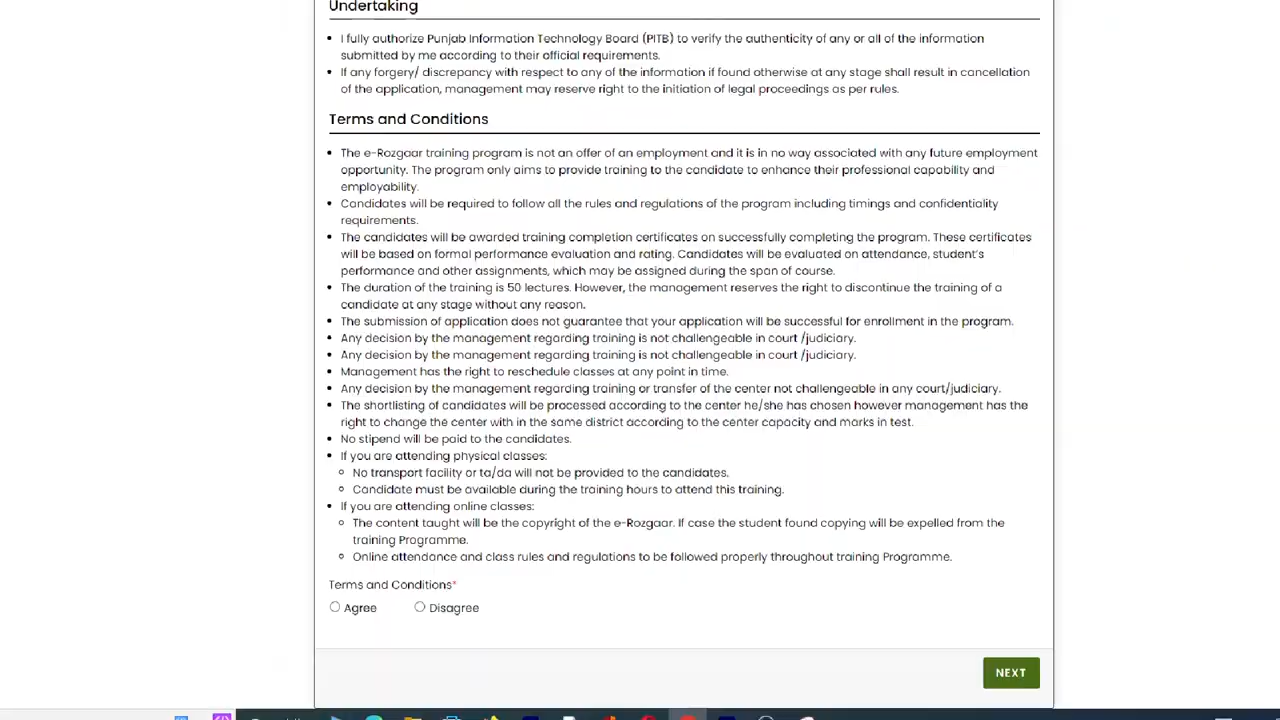 Undertaking
I fully authorize Punjab Information Technology Board (PITB) to verify the authenticity of any or all of the information
submitted by me according to their official requirements.
If any forgery/ discrepancy with respect to any of the information if found otherwise at any stage shall result in cancellation
of the application, management may reserve right to the initiation of legal proceedings as per rules.
Terms and Conditions
The e-Rozgaar training program is not an offer of an employment and it is in no way associated with any future employment
opportunity. The program only aims to provide training to the candidate to enhance their professional capability and
employability.
Candidates will be required to follow all the rules and regulations of the program including timings and confidentiality
requirements.
The candidates will be awarded training completion certificates on successfully completing the program. These certificates
will be based on formal performance evaluation and rating. Candidates will be evaluated on attendance, student's
performance and other assignments, which may be assigned during the span of course.
The duration of the training is 50 lectures. However, the management reserves the right to discontinue the training of a
candidate at any stage without any reason.
The submission of application does not guarantee that your application will be successful for enrollment in the program.
Any decision by the management regarding training is not challengeable in court /judiciary.
Any decision by the management regarding training is not challengeable in court /judiciary.
Management has the right to reschedule classes at any point in time.
Any decision by the management regarding training or transfer of the center not challengeable in any court/judiciary.
The shortlisting of candidates will be processed according to the center he/she has chosen however management has the
right to change the center with in the same district according to the center capacity and marks in test.
No stipend will be paid to the candidates.
If you are attending physical classes:
No transport facility or ta/da will not be provided to the candidates.
Candidate must be available during the training hours to attend this training.
If you are attending online classes:
The content taught will be the copyright of the e-Rozgaar. If case the student found copying will be expelled from the
training Programme.
Online attendance and class rules and regulations to be followed properly throughout training Programme.
Terms and Conditions*
Agree Disagree
NEXT